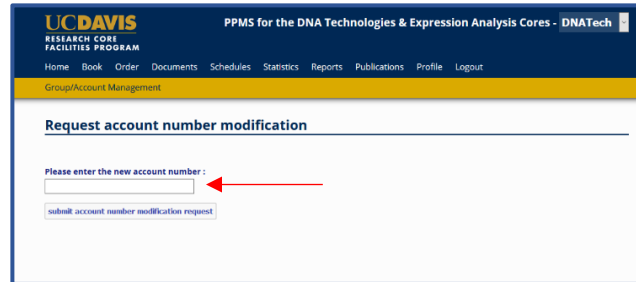 UCDAVIS
RESEARCH CORE
FACILITIES PROGRAM
PPMS for the DNA Technologies & Expression Analysis Cores - DNATech
Home Book Order Documents Schedules Statistics Reports Publications Profile Logout
Group/Account Management
Request account number modification
Please enter the new account number :
submit account number modification request